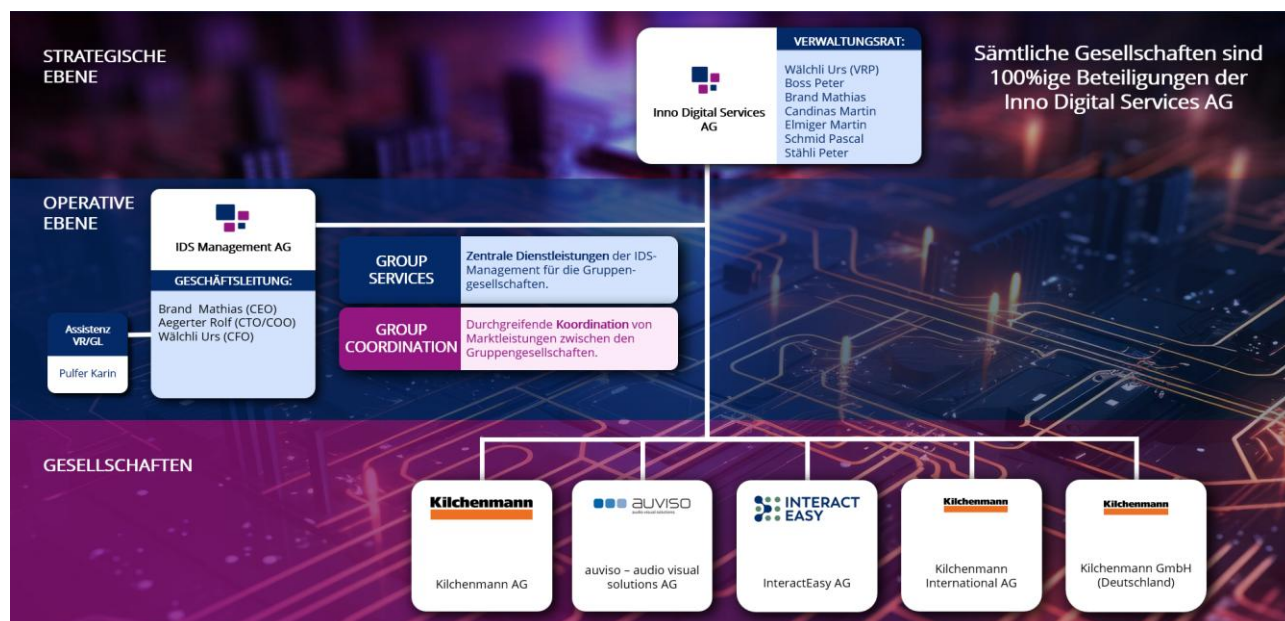 STRATEGISCHE
EBENE
Inno Digital Services
AG
VERWALTUNGSRAT:
Wälchli Urs (VRP)
Boss Peter
Brand Mathias
Candinas Martin
Elmiger Martin
Schmid Pascal
Stähli Peter
Sämtliche Gesellschaften sind
100%ige Beteiligungen der
Inno Digital Services AG
OPERATIVE
EBENE
IDS Management AG
GESCHÄFTSLEITUNG:
Brand Mathias (CEO)
Aegerter Rolf (CTO/COO)
Wälchli Urs (CFO)
Assistenz
VR/GL
Pulfer Karin
GROUP
SERVICES
Zentrale Dienstleistungen der IDS-
Management für die Gruppen-
gesellschaften.
GROUP
COORDINATION
Durchgreifende Koordination von
Marktleistungen zwischen den
Gruppengesellschaften.
GESELLSCHAFTEN
Kilchenmann
Kilchenmann AG
auviso
audio visual solutions
auviso – audio visual
solutions AG
INTERACT
EASY
InteractEasy AG
Kilchenmann
Kilchenmann
International AG
Kilchenmann
Kilchenmann GmbH
(Deutschland)